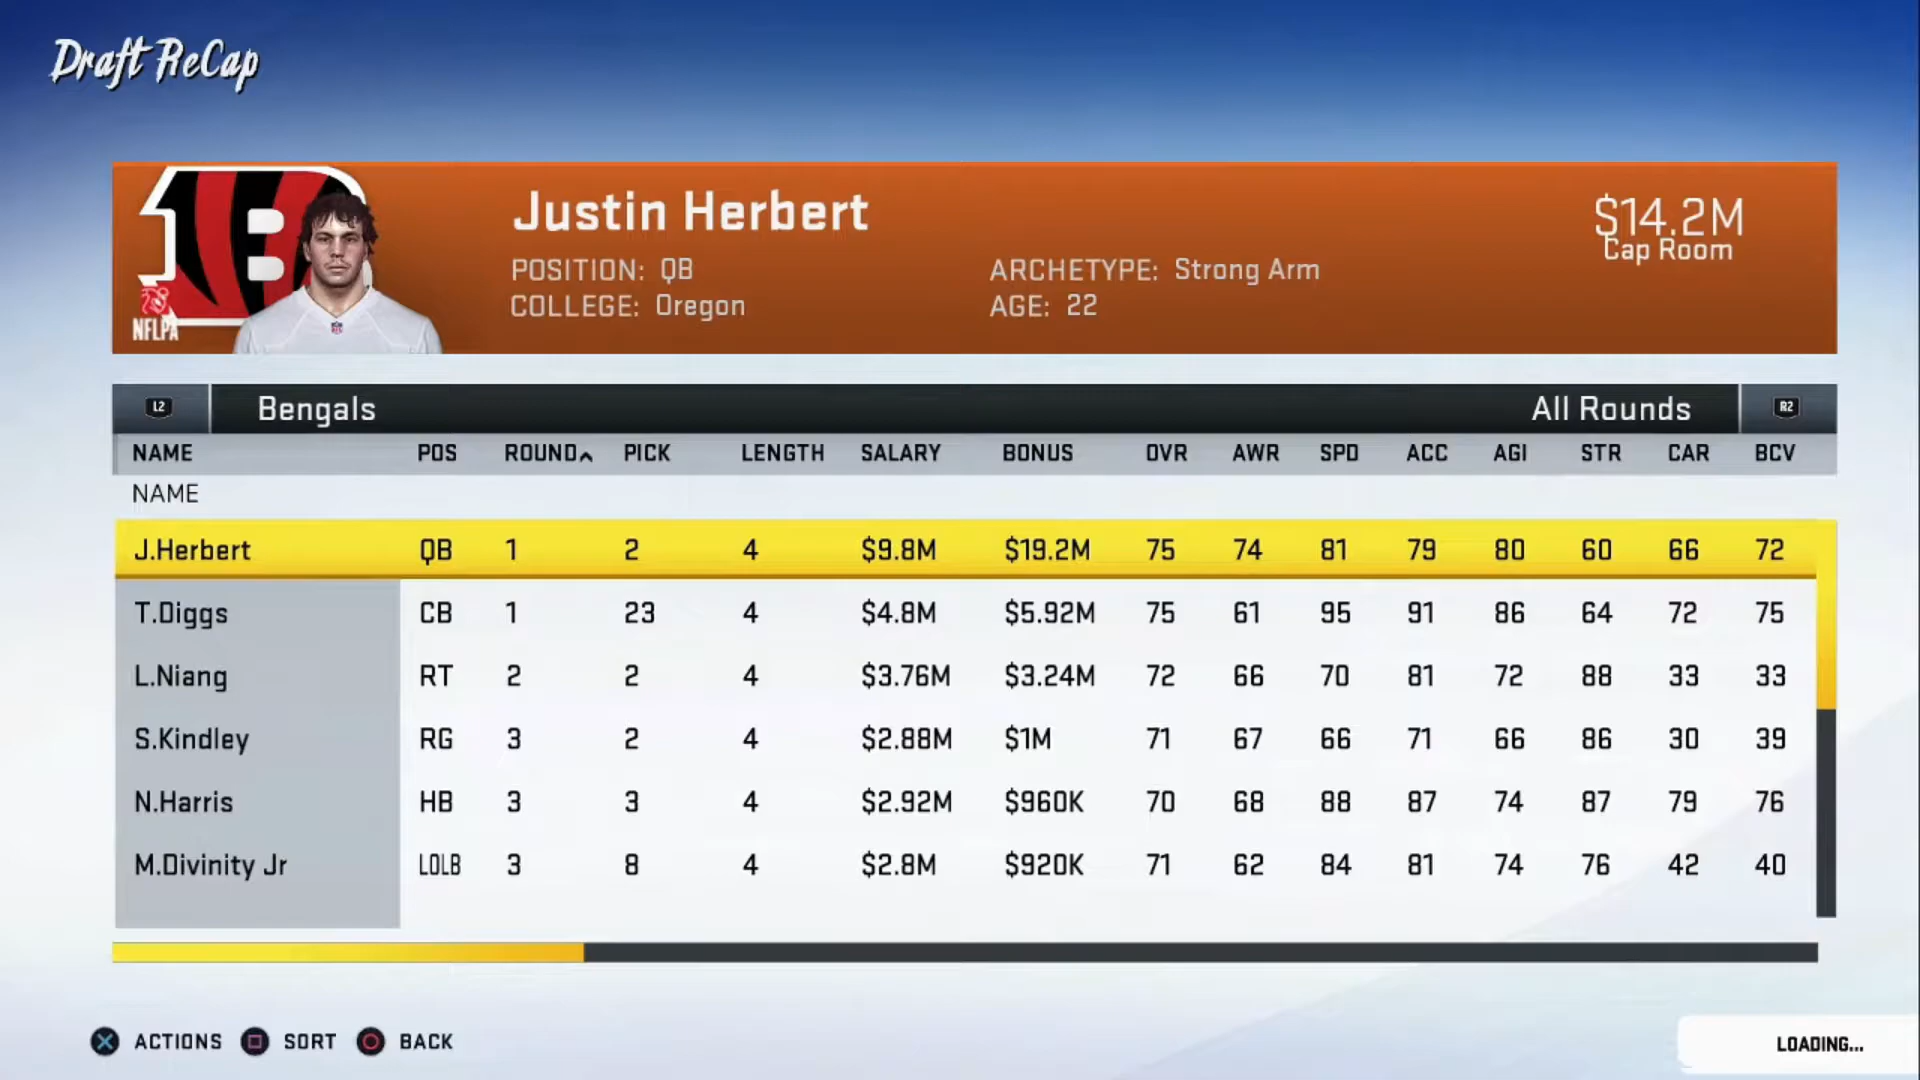 Draft ReCap
Justin Herbert
POSITION: QB
COLLEGE: Oregon
ARCHETYPE: Strong Arm
AGE: 22
$14.2M
Cap Room
B
NFLPA
L2 Bengals All Rounds R2
NAME POS ROUND PICK LENGTH SALARY BONUS OVR AWR SPD ACC AGI STR CAR BCV
NAME
J.Herbert QB 1 2 4 $9.8M $19.2M 75 74 81 79 80 60 66 72
T.Diggs CB 1 23 4 $4.8M $5.92M 75 61 95 91 86 64 72 75
L.Niang RT 2 2 4 $3.76M $3.24M 72 66 70 81 72 88 33 33
S.Kindley RG 3 2 4 $2.88M $1M 71 67 66 71 66 86 30 39
N.Harris HB 3 3 4 $2.92M $960K 70 68 88 87 74 87 79 76
M.Divinity Jr LOLB 3 8 4 $2.8M $920K 71 62 84 81 74 76 42 40
ACTIONS SORT BACK
LOADING...